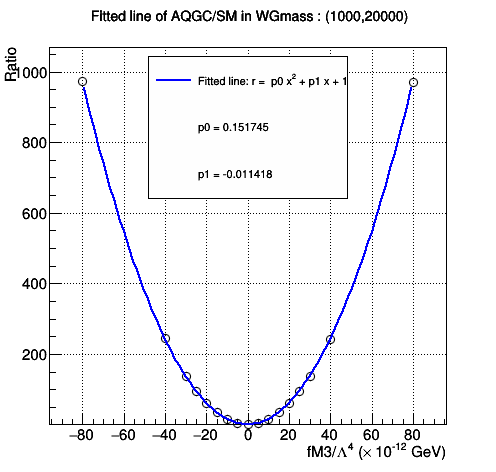 FItted line of AQGC/SM in WGmass : (1000,20000)
Ratio
Fitted line: r = p0 x² + p1 x + 1
p0 = 0.151745
p1 = -0.011418
1000
800
600
400
200
−80 −60 −40 −20 0 20 40 60 80
fM3/Λ⁴ (× 10⁻¹² GeV)